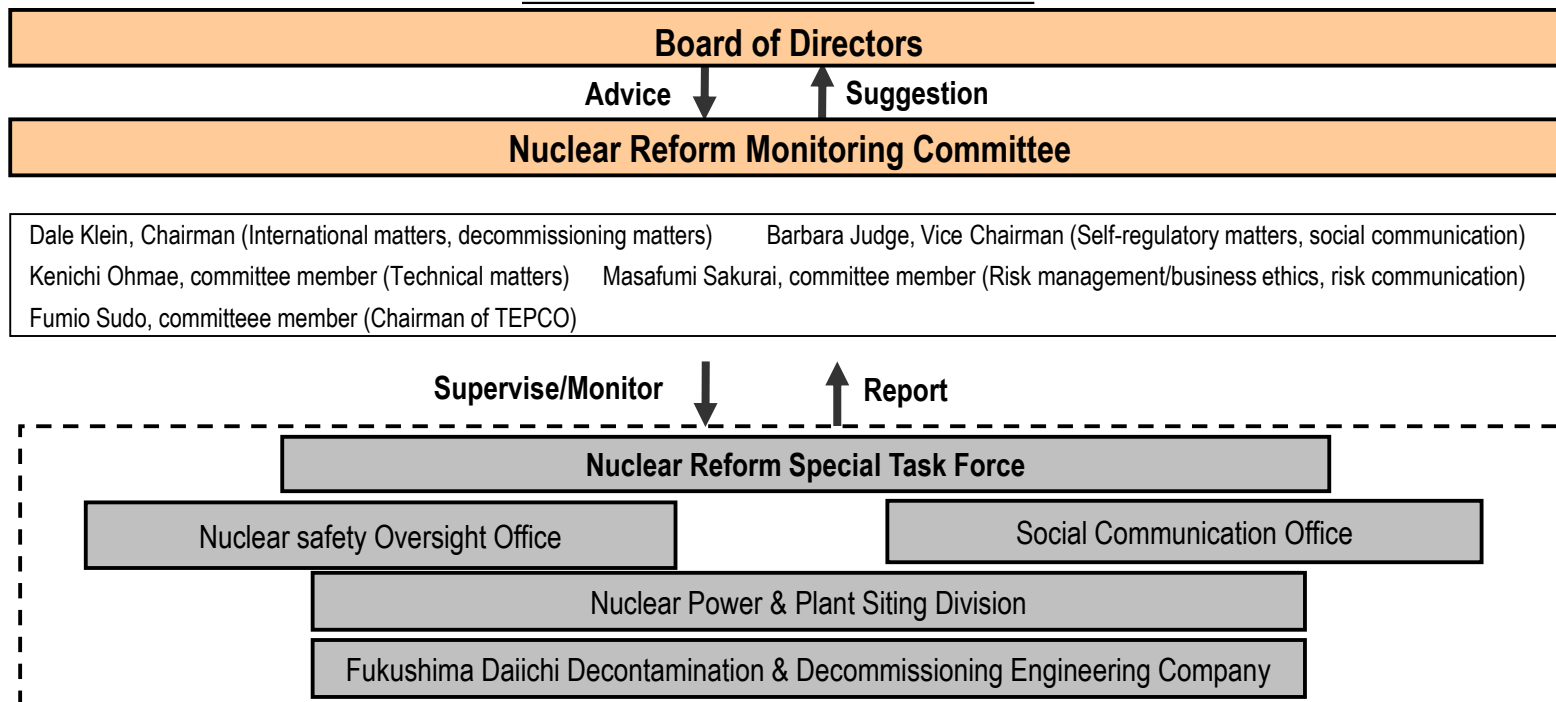 Board of Directors
Advice Suggestion
Nuclear Reform Monitoring Committee
Dale Klein, Chairman (International matters, decommissioning matters) Barbara Judge, Vice Chairman (Self-regulatory matters, social communication)
Kenichi Ohmae, committee member (Technical matters) Masafumi Sakurai, committee member (Risk management/business ethics, risk communication)
Fumio Sudo, committeee member (Chairman of TEPCO)
Supervise/Monitor Report
Nuclear Reform Special Task Force
Nuclear safety Oversight Office Social Communication Office
Nuclear Power & Plant Siting Division
Fukushima Daiichi Decontamination & Decommissioning Engineering Company